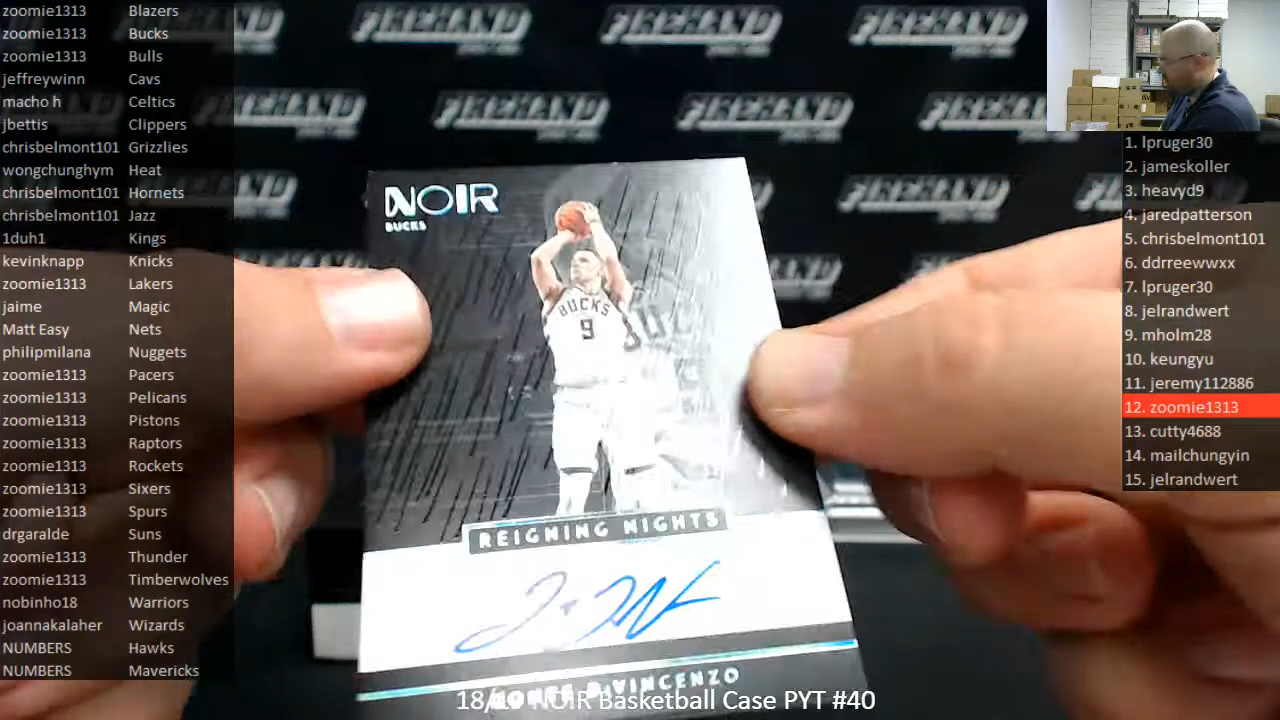 zoomie1313 Blazers
zoomie1313 Bucks
zoomie1313 Bulls
jeffreywinn Cavs
macho h Celtics
jbettis Clippers
chrisbelmont101 Grizzlies
wongchunghym Heat
chrisbelmont101 Hornets
chrisbelmont101 Jazz
1duh1 Kings
kevinknapp Knicks
zoomie1313 Lakers
jaime Magic
Matt Easy Nets
philipmilana Nuggets
zoomie1313 Pacers
zoomie1313 Pelicans
zoomie1313 Pistons
zoomie1313 Raptors
zoomie1313 Rockets
zoomie1313 Sixers
zoomie1313 Spurs
drgaralde Suns
zoomie1313 Thunder
zoomie1313 Timberwolves
nobinho18 Warriors
joannakalaher Wizards
NUMBERS Hawks
NUMBERS Mavericks
NOIR
BUCKS
BUCKS
9
REIGNING NIGHTS
DIVINCENZO
NOIR Basketball Case PYT #40
1. lpruger30
2. jameskoller
3. heavyd9
4. jaredpatterson
5. chrisbelmont101
6. ddrreewwxx
7. lpruger30
8. jelrandwert
9. mholm28
10. keungyu
11. jeremy112886
12. zoomie1313
13. cutty4688
14. mailchungyin
15. jelrandwert